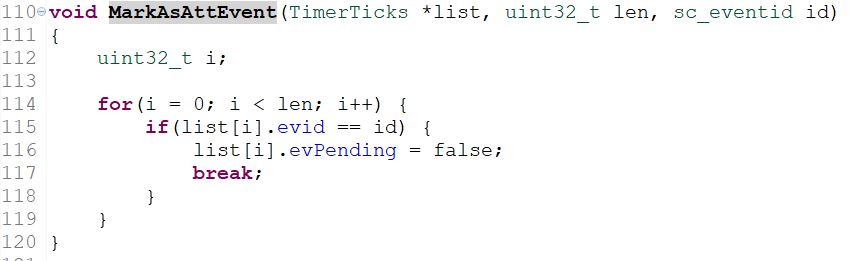 110 void MarkAsAttEvent(TimerTicks *list, uint32_t len, sc_eventid id)
111 {
112     uint32_t i;
113
114     for(i = 0; i < len; i++) {
115         if(list[i].evid == id) {
116             list[i].evPending = false;
117             break;
118         }
119     }
120 }